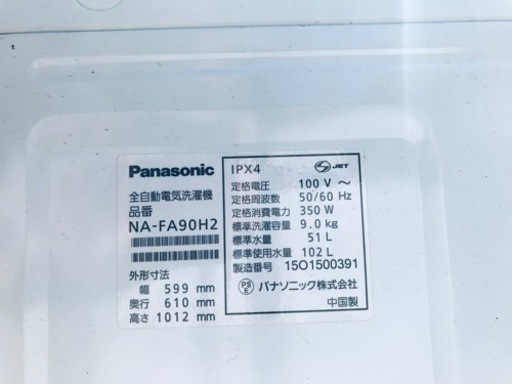 Panasonic
全自動電気洗濯機
品番
NA-FA90H2
外形寸法
幅 599 mm
奥行 610 mm
高さ 1012 mm
IPX4
JET
定格電圧 100 V ～
定格周波数 50/60 Hz
定格消費電力 350 W
標準洗濯容量 9.0kg
標準水量 51 L
標準使用水量 102 L
製造番号 15O1500391
PS E パナソニック株式会社
中国製